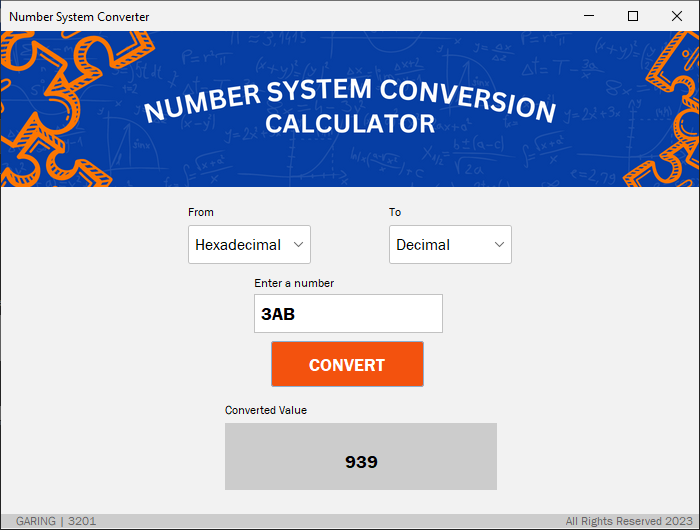 Number System Converter
NUMBER SYSTEM CONVERSION
CALCULATOR
From
To
Hexadecimal
Decimal
Enter a number
3AB
CONVERT
Converted Value
939
GARING | 3201
All Rights Reserved 2023